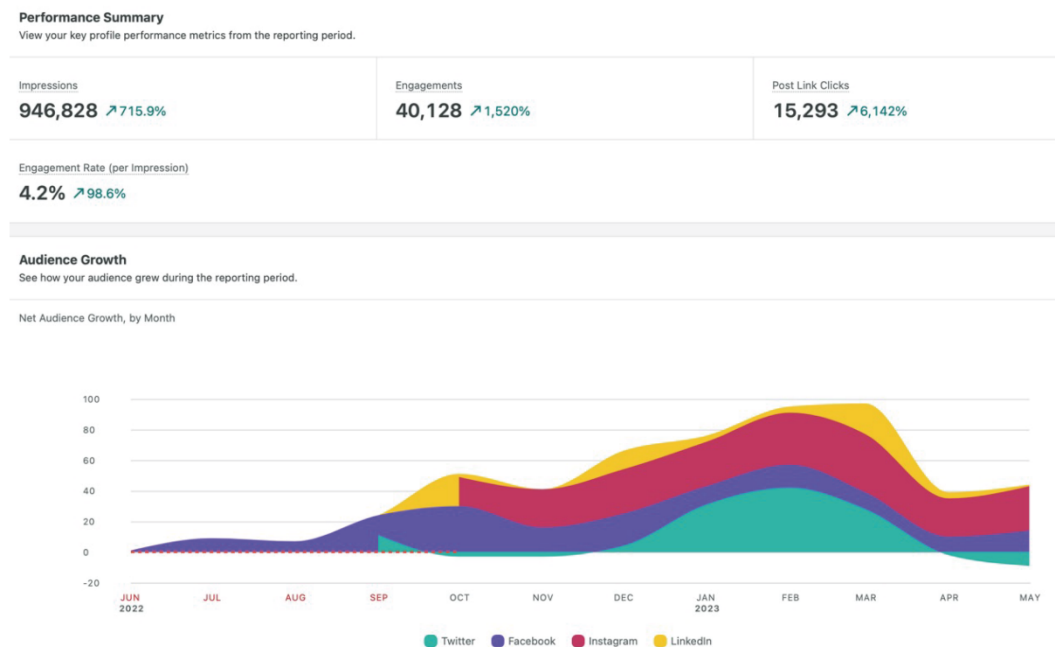 Performance Summary
View your key profile performance metrics from the reporting period.
Impressions
946,828 ↗ 715.9%
Engagements
40,128 ↗ 1,520%
Post Link Clicks
15,293 ↗ 6,142%
Engagement Rate (per Impression)
4.2% ↗ 98.6%
Audience Growth
See how your audience grew during the reporting period.
Net Audience Growth, by Month
100
80
60
40
20
0
-20
JUN JUL AUG SEP OCT NOV DEC JAN FEB MAR APR MAY
2022 2023
Twitter Facebook Instagram LinkedIn